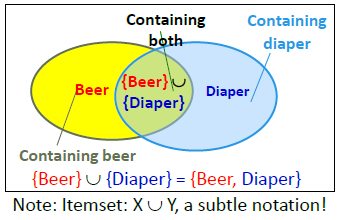 Containing
both
Containing
diaper
Beer
{Beer} ∪
{Diaper}
Diaper
Containing beer
{Beer} ∪ {Diaper} = {Beer, Diaper}
Note: Itemset: X ∪ Y, a subtle notation!